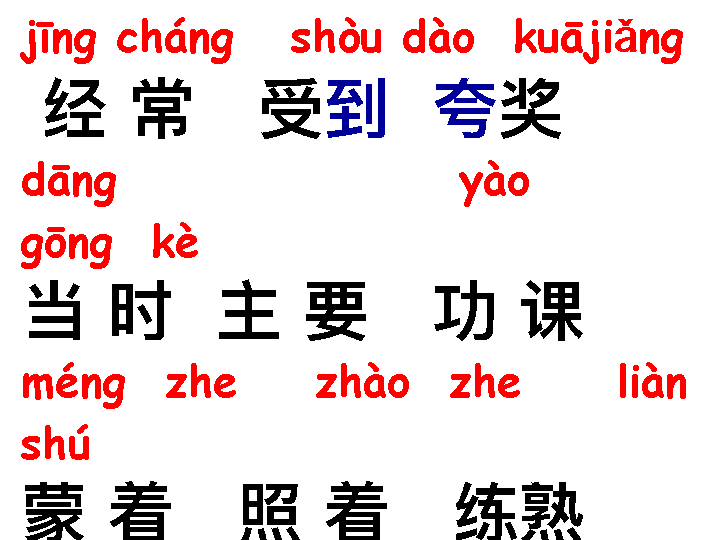 jīng cháng shòu dào kuājiǎng
经 常 受到 夸奖
dāng yào
gōng kè
当 时 主 要 功 课
méng zhe zhào zhe liàn
shú
蒙 着 照 着 练熟